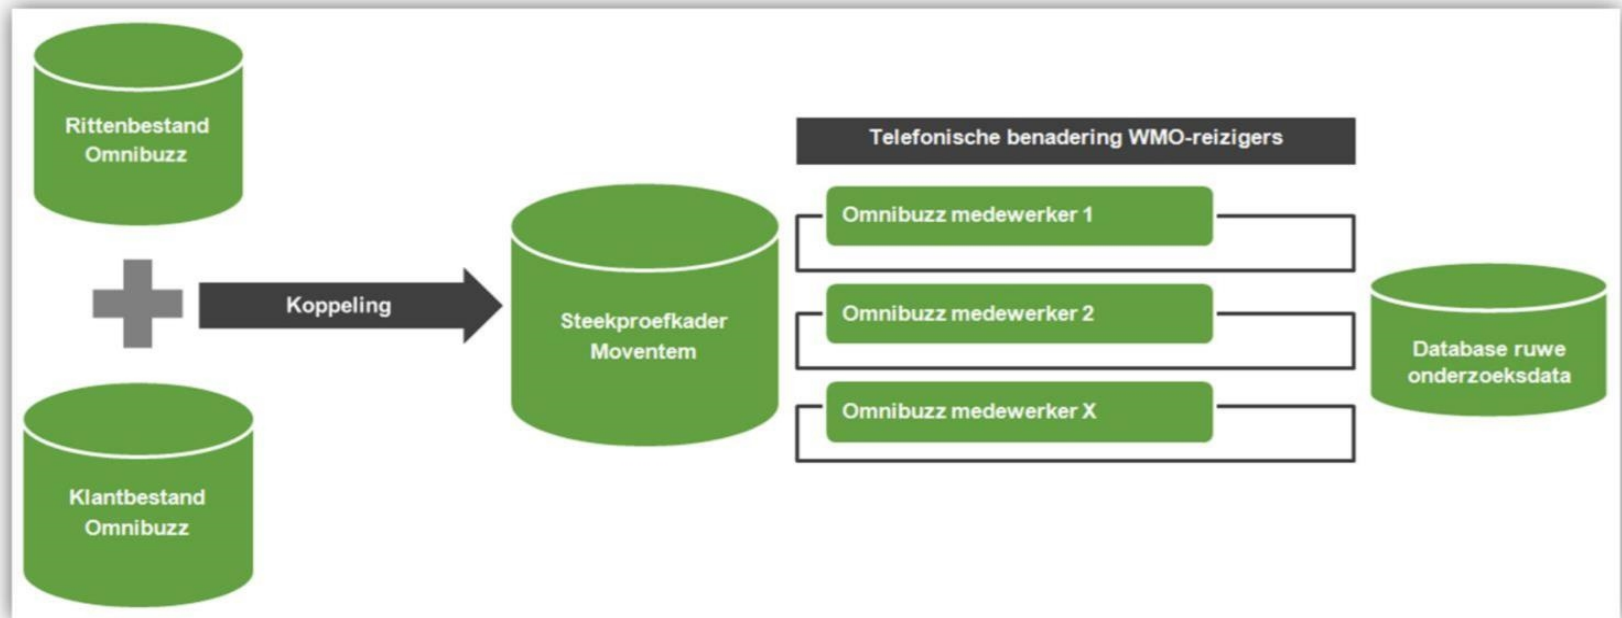 Rittenbestand
Omnibuzz
Koppeling
Klantbestand
Omnibuzz
Steekproefkader
Moventem
Telefonische benadering WMO-reizigers
Omnibuzz medewerker 1
Omnibuzz medewerker 2
Omnibuzz medewerker X
Database ruwe
onderzoeksdata